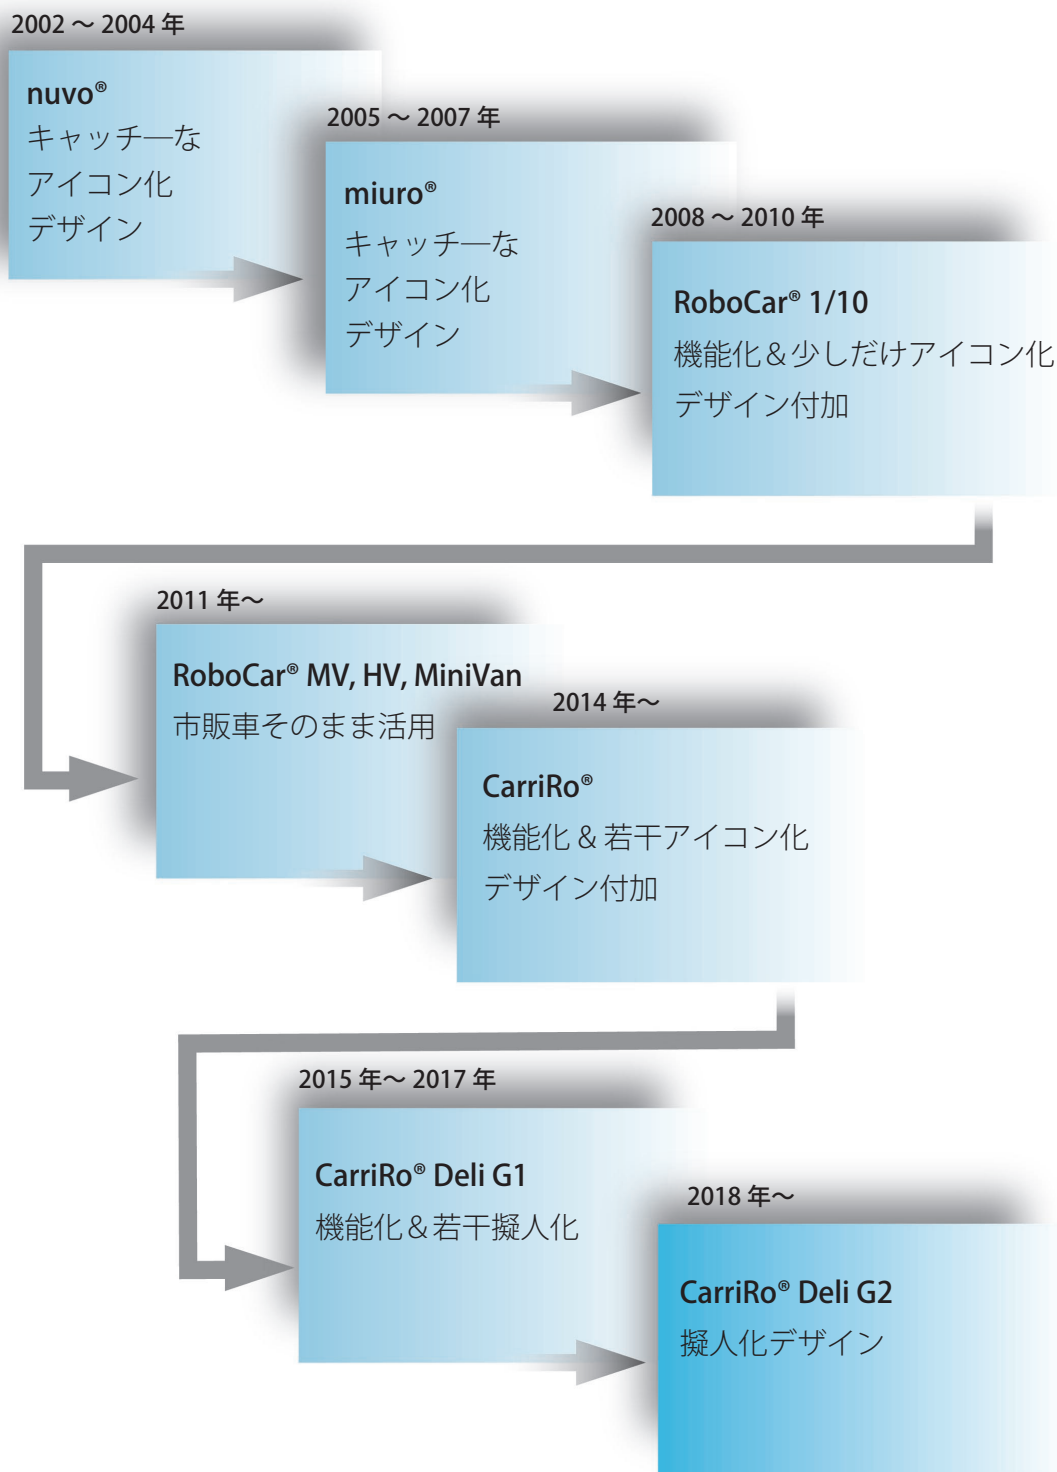 2002 ～ 2004 年
nuvo®
キャッチ―な
アイコン化
デザイン
2005 ～ 2007 年
miuro®
キャッチ―な
アイコン化
デザイン
2008 ～ 2010 年
RoboCar® 1/10
機能化＆少しだけアイコン化
デザイン付加
2011 年～
RoboCar® MV, HV, MiniVan
市販車そのまま活用
2014 年～
CarriRo®
機能化 & 若干アイコン化
デザイン付加
2015 年～ 2017 年
CarriRo® Deli G1
機能化＆若干擬人化
2018 年～
CarriRo® Deli G2
擬人化デザイン